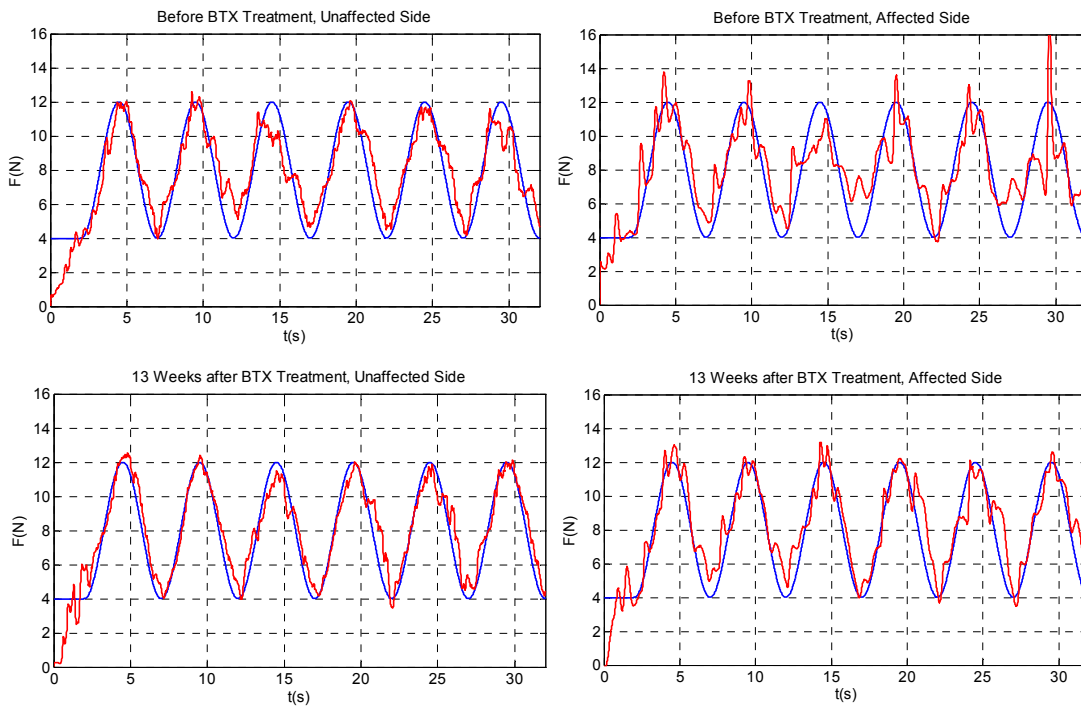 Before BTX Treatment, Unaffected Side
16
14
12
10
8
6
4
2
0
F(N)
0 5 10 15 20 25 30
t(s)
Before BTX Treatment, Affected Side
16
14
12
10
8
6
4
2
0
F(N)
0 5 10 15 20 25 30
t(s)
13 Weeks after BTX Treatment, Unaffected Side
16
14
12
10
8
6
4
2
0
F(N)
0 5 10 15 20 25 30
t(s)
13 Weeks after BTX Treatment, Affected Side
16
14
12
10
8
6
4
2
0
F(N)
0 5 10 15 20 25 30
t(s)